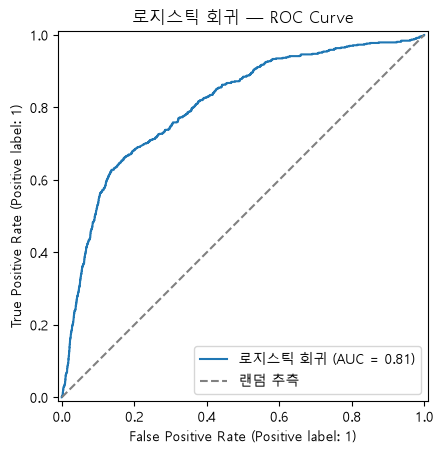 로지스틱 회귀 — ROC Curve
True Positive Rate (Positive label: 1)
1.0
0.8
0.6
0.4
0.2
0.0
로지스틱 회귀 (AUC = 0.81)
랜덤 추측
0.0 0.2 0.4 0.6 0.8 1.0
False Positive Rate (Positive label: 1)